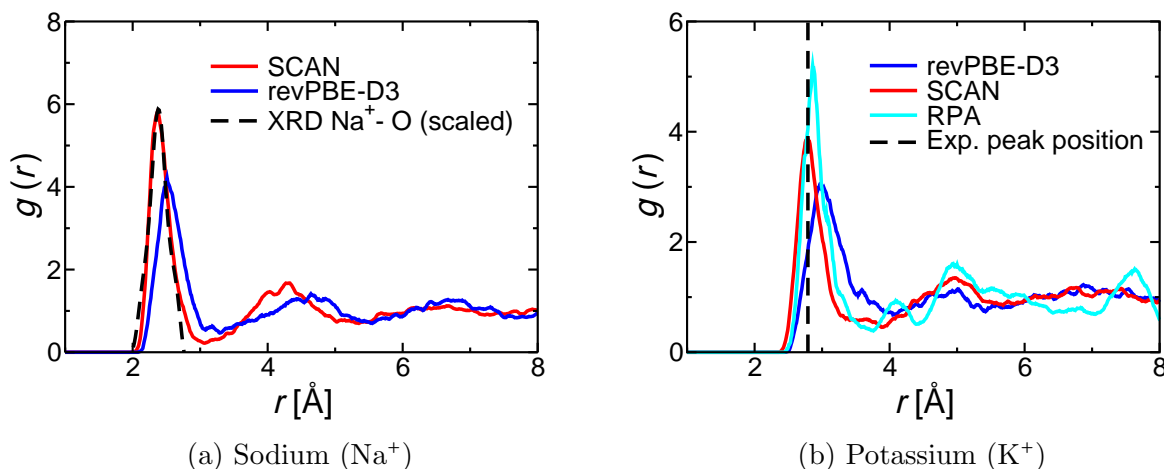 8
6
4
2
0
g (r)
SCAN
revPBE-D3
XRD Na⁺- O (scaled)
2 4 6 8
r [Å]
(a) Sodium (Na⁺)
6
4
2
0
g (r)
revPBE-D3
SCAN
RPA
Exp. peak position
2 4 6 8
r [Å]
(b) Potassium (K⁺)